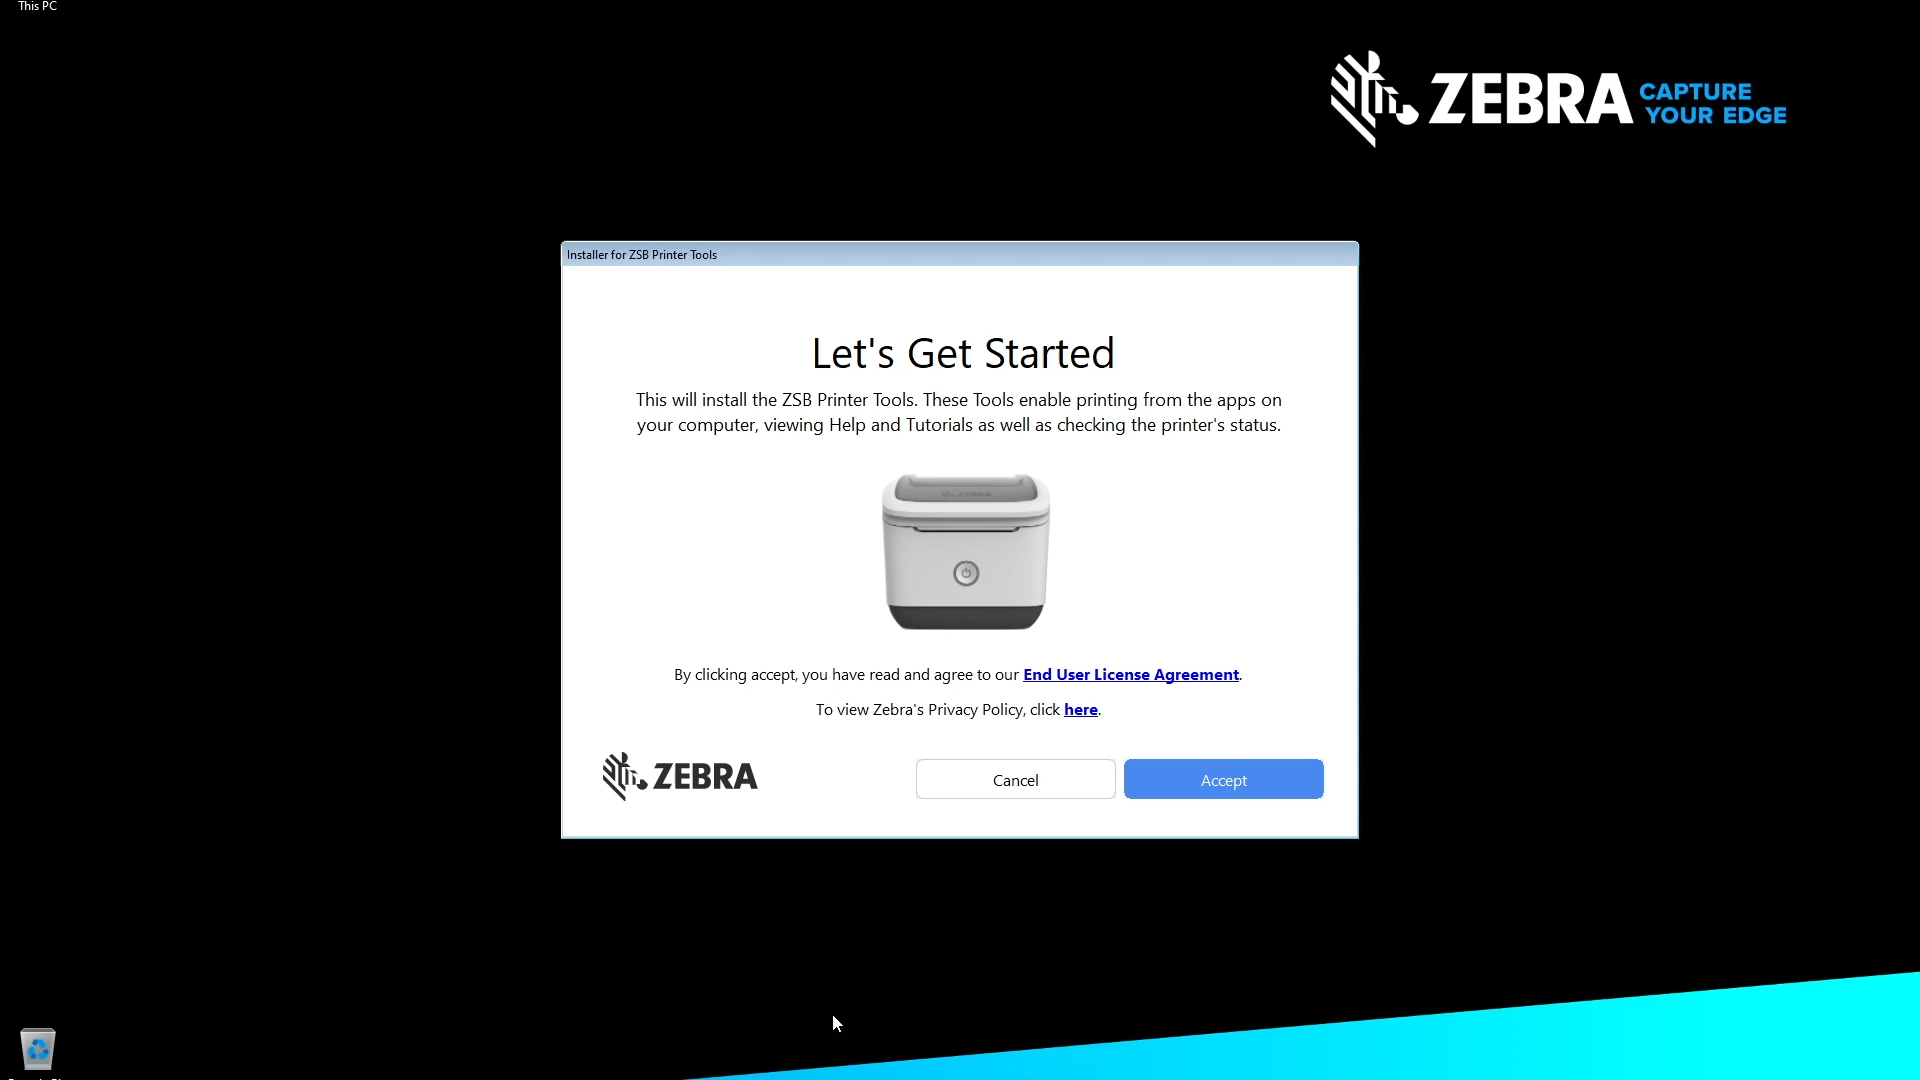 This PC
ZEBRA CAPTURE
YOUR EDGE
Installer for ZSB Printer Tools
Let's Get Started
This will install the ZSB Printer Tools. These Tools enable printing from the apps on
your computer, viewing Help and Tutorials as well as checking the printer's status.
ZEBRA
By clicking accept, you have read and agree to our End User License Agreement.
To view Zebra's Privacy Policy, click here.
ZEBRA
Cancel
Accept